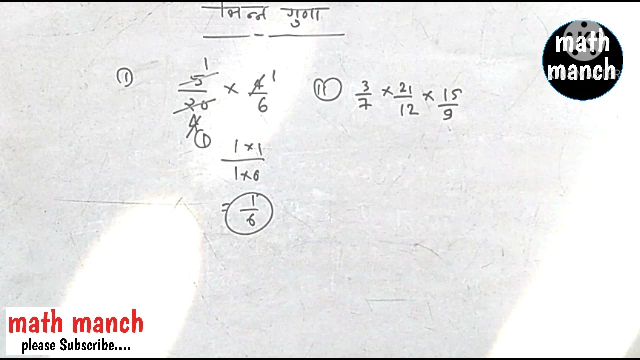 भिन्न गुणा
math
manch
① 5/20 × 4/6
1 1
4
①
1×1/1×6
= 1/6
⑪ 3/7 × 21/12 × 15/9
math manch
please Subscribe....